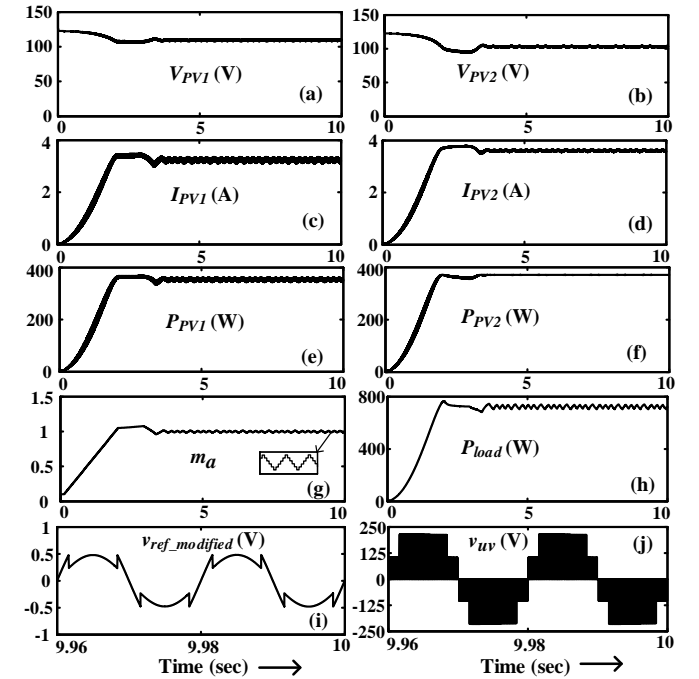 150
100
50
0
V_PV1 (V)
(a)
0 5 10
150
100
50
0
V_PV2 (V)
(b)
0 5 10
4
2
0
I_PV1 (A)
(c)
0 5 10
4
2
0
I_PV2 (A)
(d)
0 5 10
400
200
0
P_PV1 (W)
(e)
0 5 10
400
200
0
P_PV2 (W)
(f)
0 5 10
1.5
1
0.5
0
m_a
(g)
0 5 10
800
400
0
P_load (W)
(h)
0 5 10
1
0.5
0
-0.5
-1
v_ref_modified (V)
(i)
9.96 9.98 10
Time (sec)
250
125
0
-125
-250
v_uv (V)
(j)
9.96 9.98 10
Time (sec)